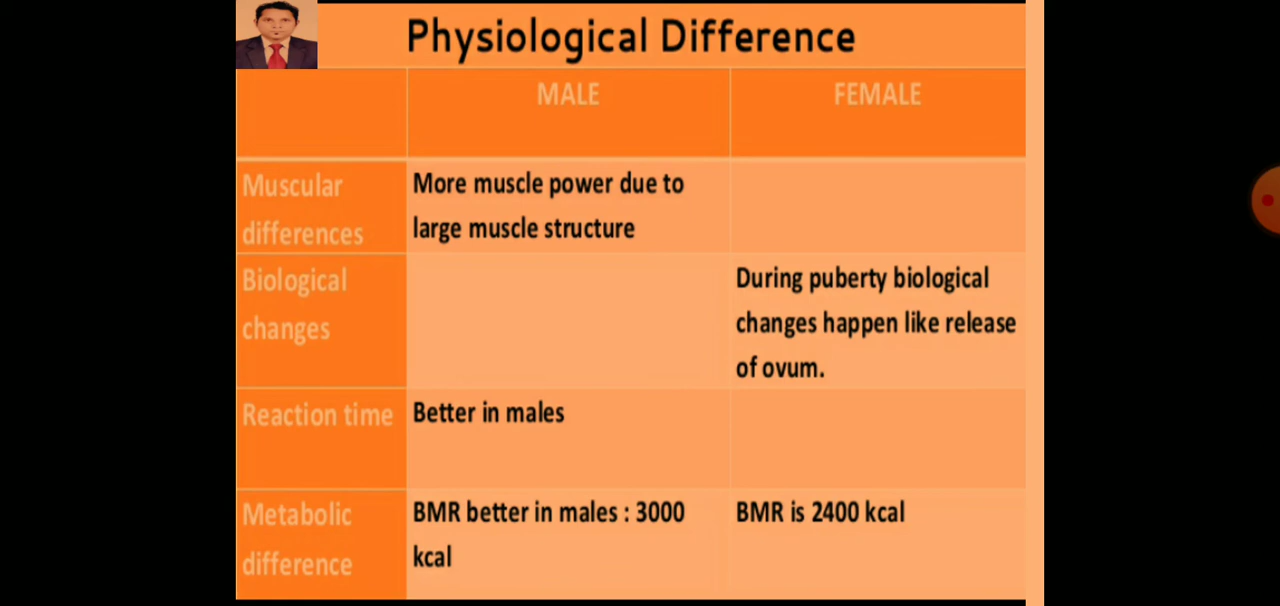 Physiological Difference
MALE
FEMALE
Muscular
differences
More muscle power due to
large muscle structure
Biological
changes
During puberty biological
changes happen like release
of ovum.
Reaction time
Better in males
Metabolic
difference
BMR better in males : 3000
kcal
BMR is 2400 kcal